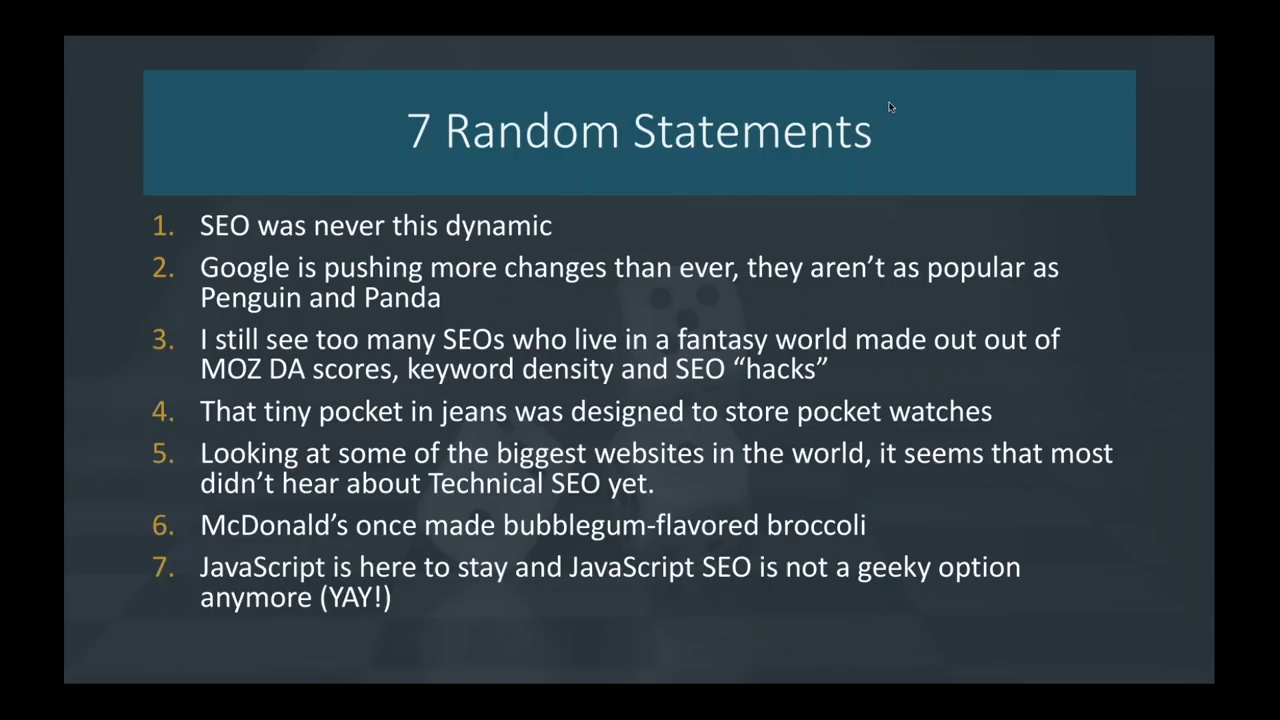 7 Random Statements
1. SEO was never this dynamic
2. Google is pushing more changes than ever, they aren’t as popular as
Penguin and Panda
3. I still see too many SEOs who live in a fantasy world made out out of
MOZ DA scores, keyword density and SEO “hacks”
4. That tiny pocket in jeans was designed to store pocket watches
5. Looking at some of the biggest websites in the world, it seems that most
didn’t hear about Technical SEO yet.
6. McDonald’s once made bubblegum-flavored broccoli
7. JavaScript is here to stay and JavaScript SEO is not a geeky option
anymore (YAY!)